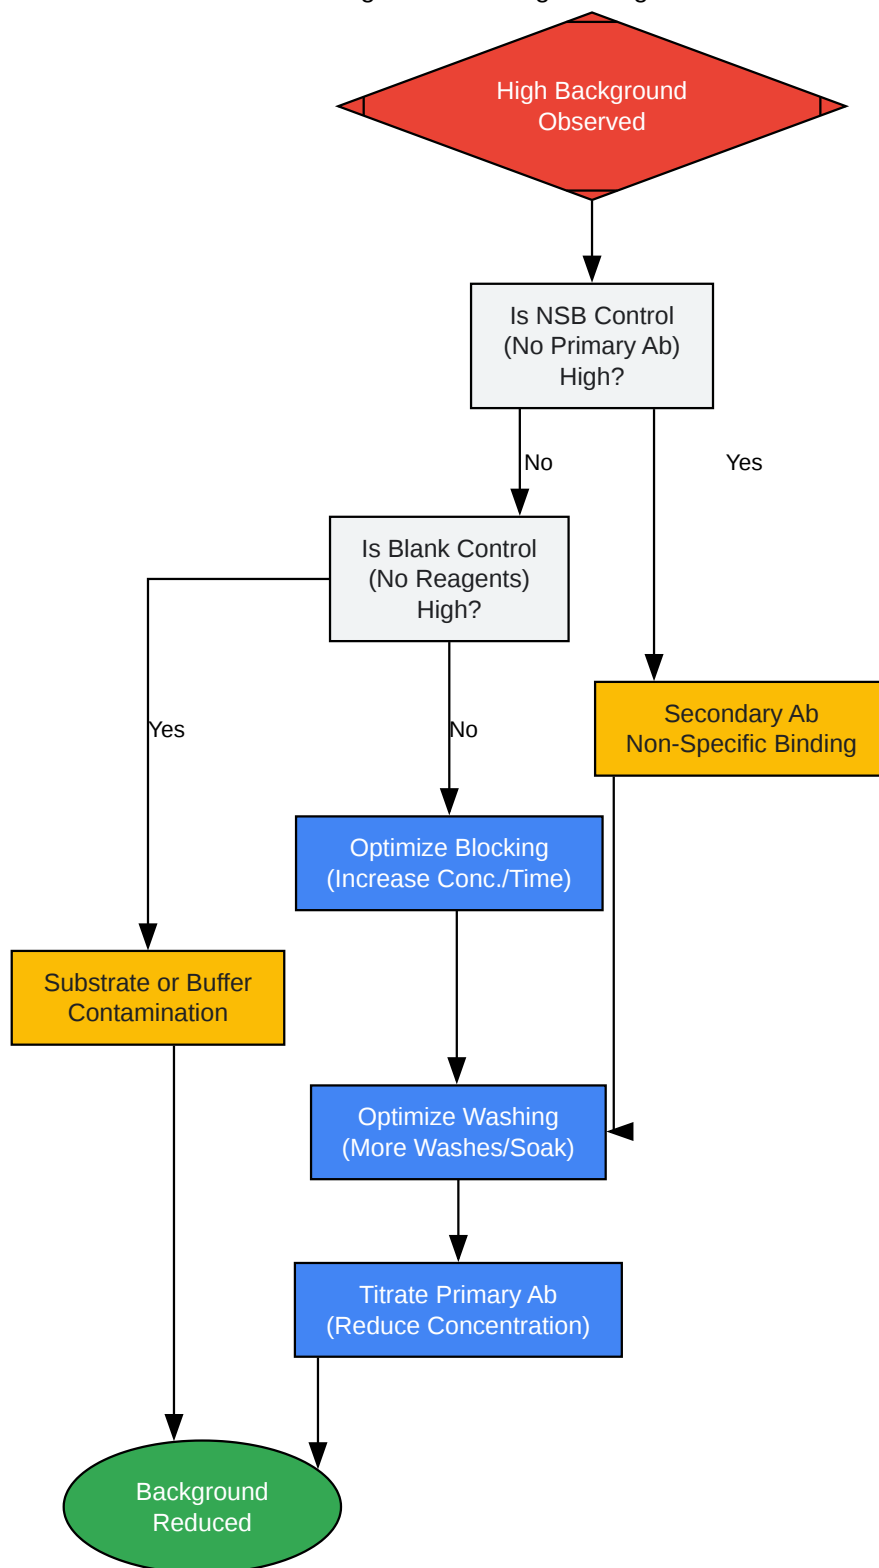 High Background
Observed
Is NSB Control
(No Primary Ab)
High?
No
Yes
Is Blank Control
(No Reagents)
High?
Secondary Ab
Non-Specific Binding
Yes
No
Optimize Blocking
(Increase Conc./Time)
Substrate or Buffer
Contamination
Optimize Washing
(More Washes/Soak)
Titrate Primary Ab
(Reduce Concentration)
Background
Reduced